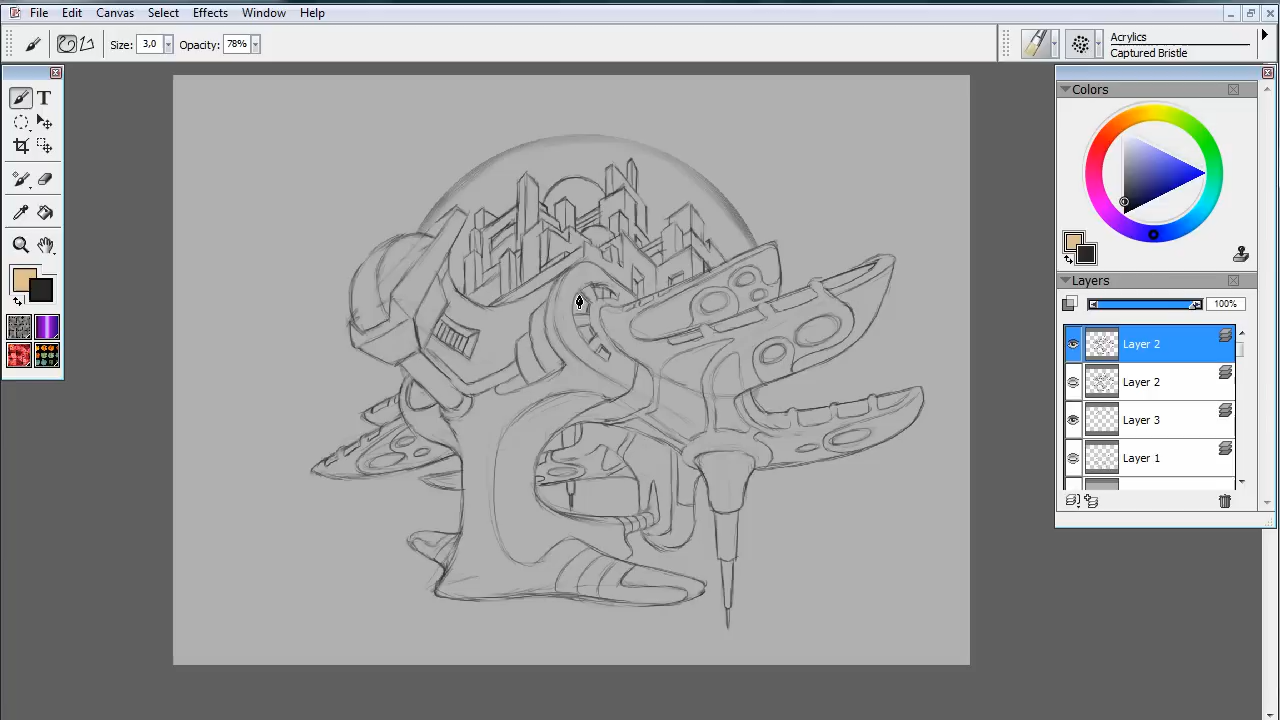 File Edit Canvas Select Effects Window Help
Size: 3,0 Opacity: 78%
Acrylics
Captured Bristle
T
Colors
Layers
100%
Layer 2
Layer 2
Layer 3
Layer 1